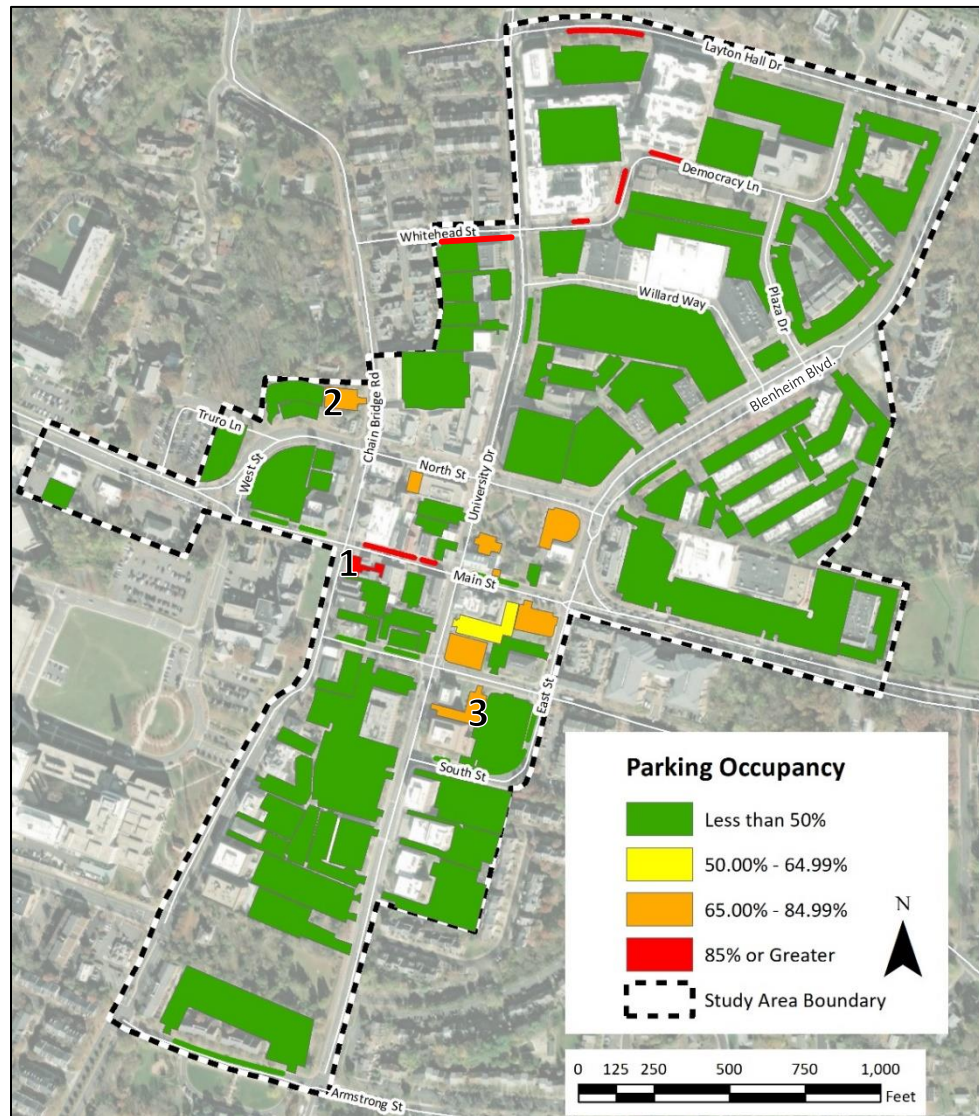 Layton Hall Dr
Democracy Ln
Whitehead St
Willard Way
Plaza Dr
Blenheim Blvd.
Chain Bridge Rd
2
Truro Ln
West St
North St
University Dr
1
Main St
3
East St
South St
Armstrong St
Parking Occupancy
Less than 50%
50.00% - 64.99%
65.00% - 84.99%
85% or Greater
Study Area Boundary
N
0 125 250 500 750 1,000
Feet